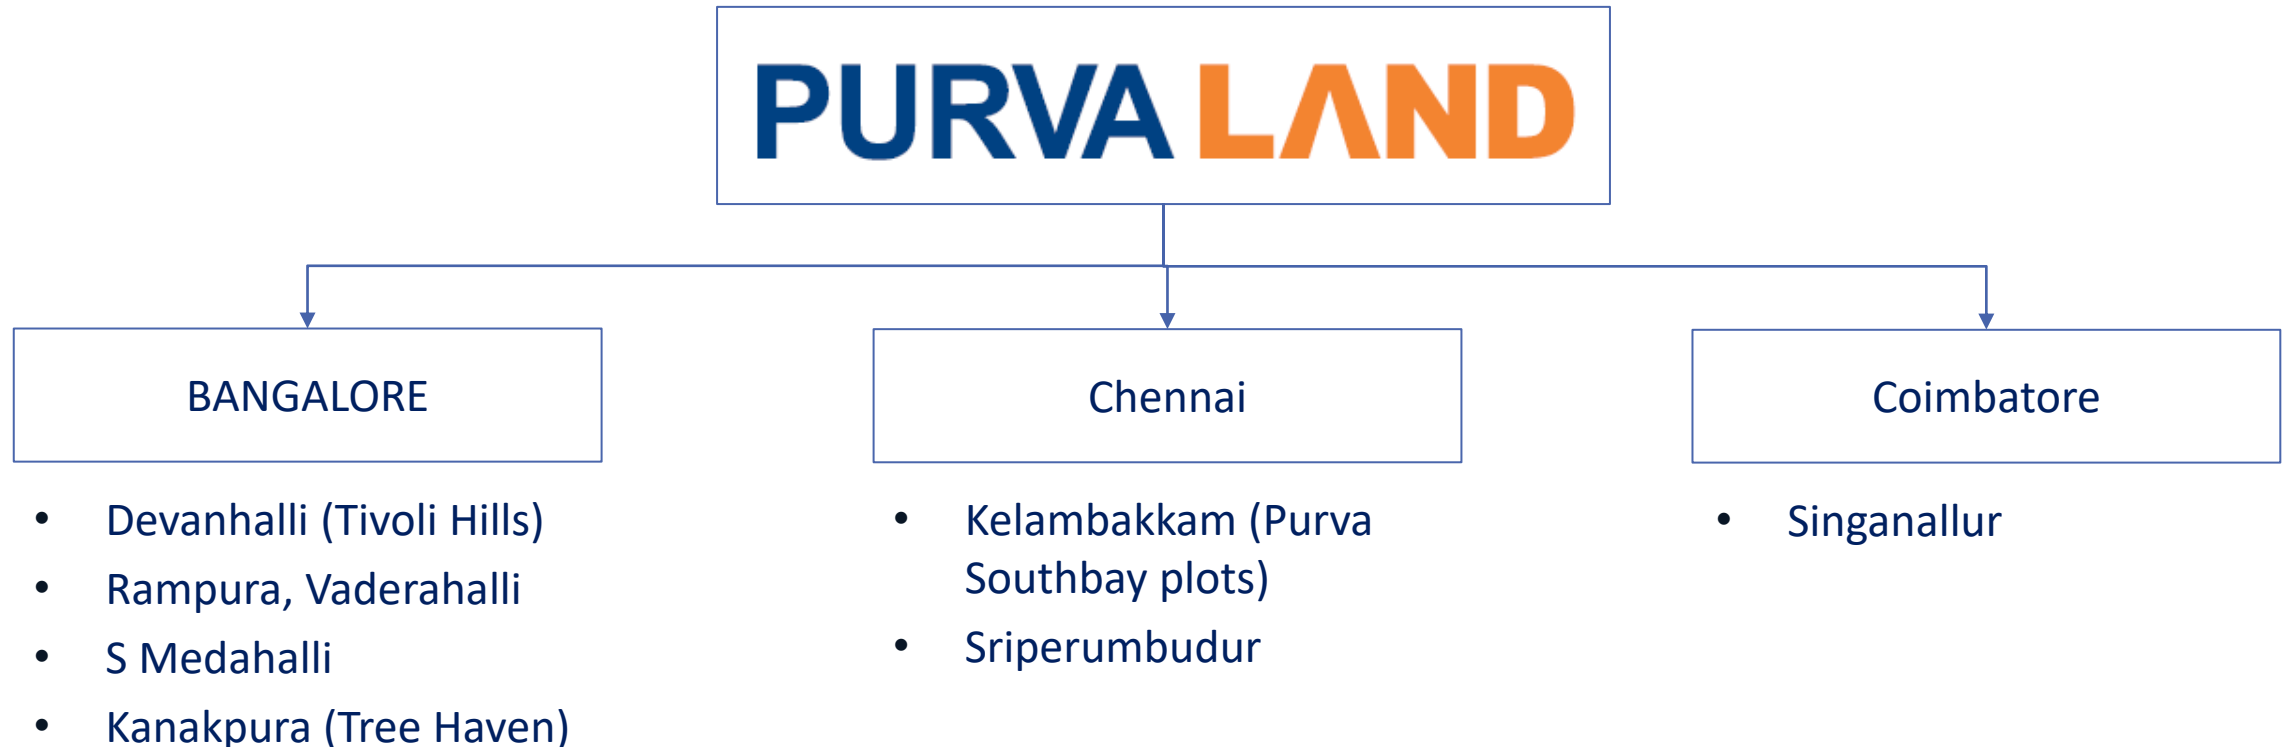 PURVA LAND
BANGALORE
• Devanhalli (Tivoli Hills)
• Rampura, Vaderahalli
• S Medahalli
• Kanakpura (Tree Haven)
Chennai
• Kelambakkam (Purva
Southbay plots)
• Sriperumbudur
Coimbatore
• Singanallur